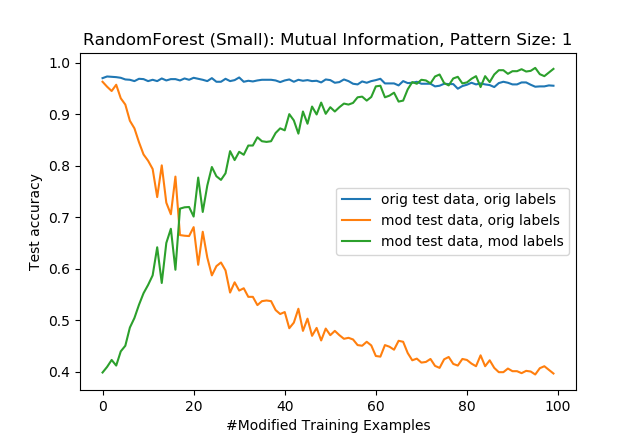 RandomForest (Small): Mutual Information, Pattern Size: 1
1.0
0.9
0.8
0.7
0.6
0.5
0.4
Test accuracy
orig test data, orig labels
mod test data, orig labels
mod test data, mod labels
0 20 40 60 80 100
#Modified Training Examples